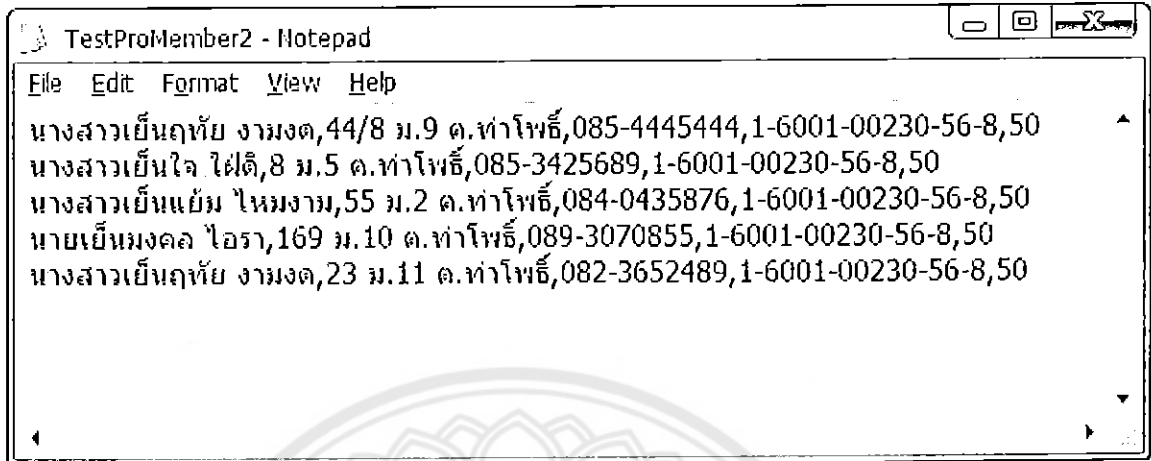 TestProMember2 - Notepad
File Edit Format View Help
นางสาวเย็นฤทัย งามงด,44/8 ม.9 ต.ท่าโพธิ์,085-4445444,1-6001-00230-56-8,50
นางสาวเย็นใจ ใฝ่ดี,8 ม.5 ต.ท่าโพธิ์,085-3425689,1-6001-00230-56-8,50
นางสาวเย็นแย้ม ไหมงาม,55 ม.2 ต.ท่าโพธิ์,084-0435876,1-6001-00230-56-8,50
นายเย็นมงคล ไอรา,169 ม.10 ต.ท่าโพธิ์,089-3070855,1-6001-00230-56-8,50
นางสาวเย็นฤทัย งามงด,23 ม.11 ต.ท่าโพธิ์,082-3652489,1-6001-00230-56-8,50